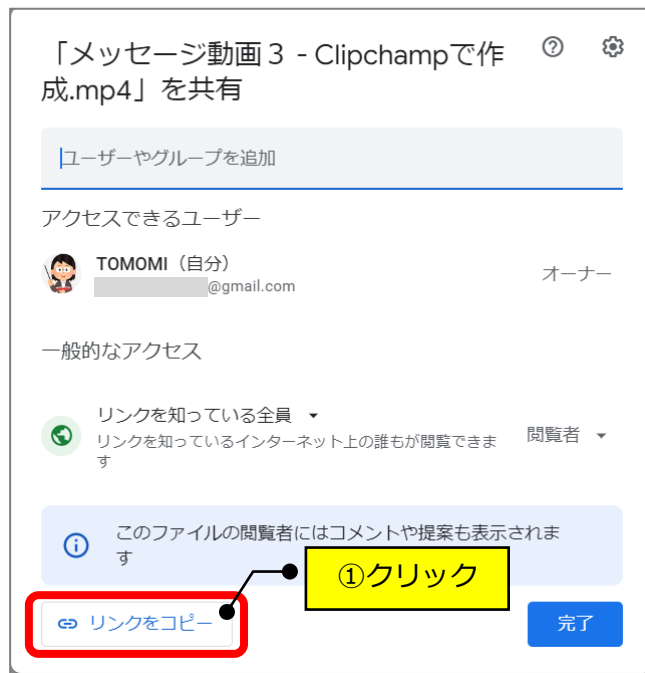 「メッセージ動画３ - Clipchampで作
成.mp4」を共有
ユーザーやグループを追加
アクセスできるユーザー
TOMOMI（自分）
@gmail.com
オーナー
一般的なアクセス
リンクを知っている全員
リンクを知っているインターネット上の誰もが閲覧できま
す
閲覧者
このファイルの閲覧者にはコメントや提案も表示されま
す
①クリック
リンクをコピー
完了